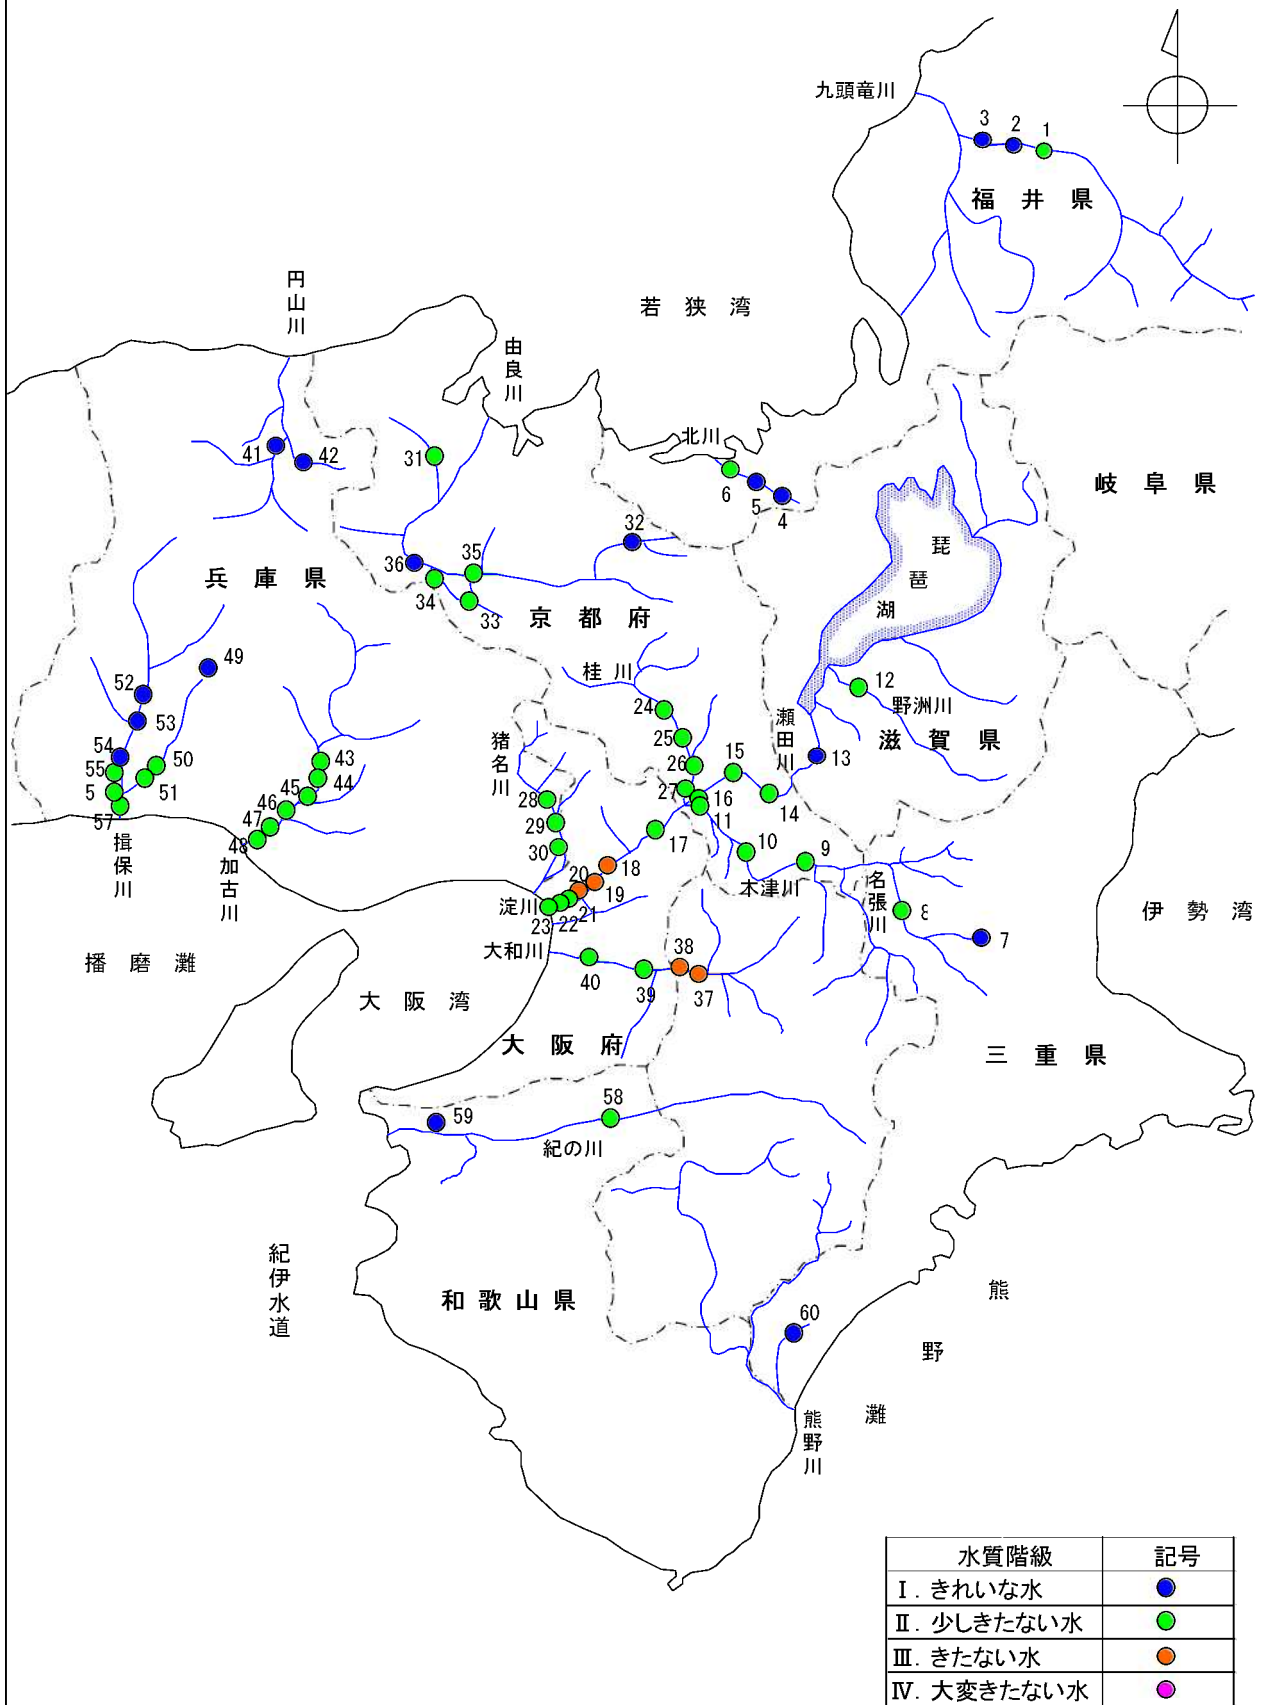 九頭竜川
3
2
1
福井県
円山川
若狭湾
由良川
北川
41
42
31
6
5
4
岐阜県
32
琵琶湖
36
35
34
33
兵庫県
京都府
桂川
49
52
53
54
55
5
57
50
51
43
44
45
46
47
48
揖保川
加古川
24
25
26
27
15
16
11
14
13
12
野洲川
瀬田川
滋賀県
猪名川
28
29
30
17
18
19
20
21
22
23
淀川
10
9
木津川
名張川
8
7
伊勢湾
播磨灘
大阪湾
大和川
40
39
38
37
大阪府
三重県
59
58
紀の川
紀伊水道
和歌山県
60
熊野灘
熊野川
水質階級 記号
Ⅰ. きれいな水
Ⅱ. 少しきたない水
Ⅲ. きたない水
Ⅳ. 大変きたない水